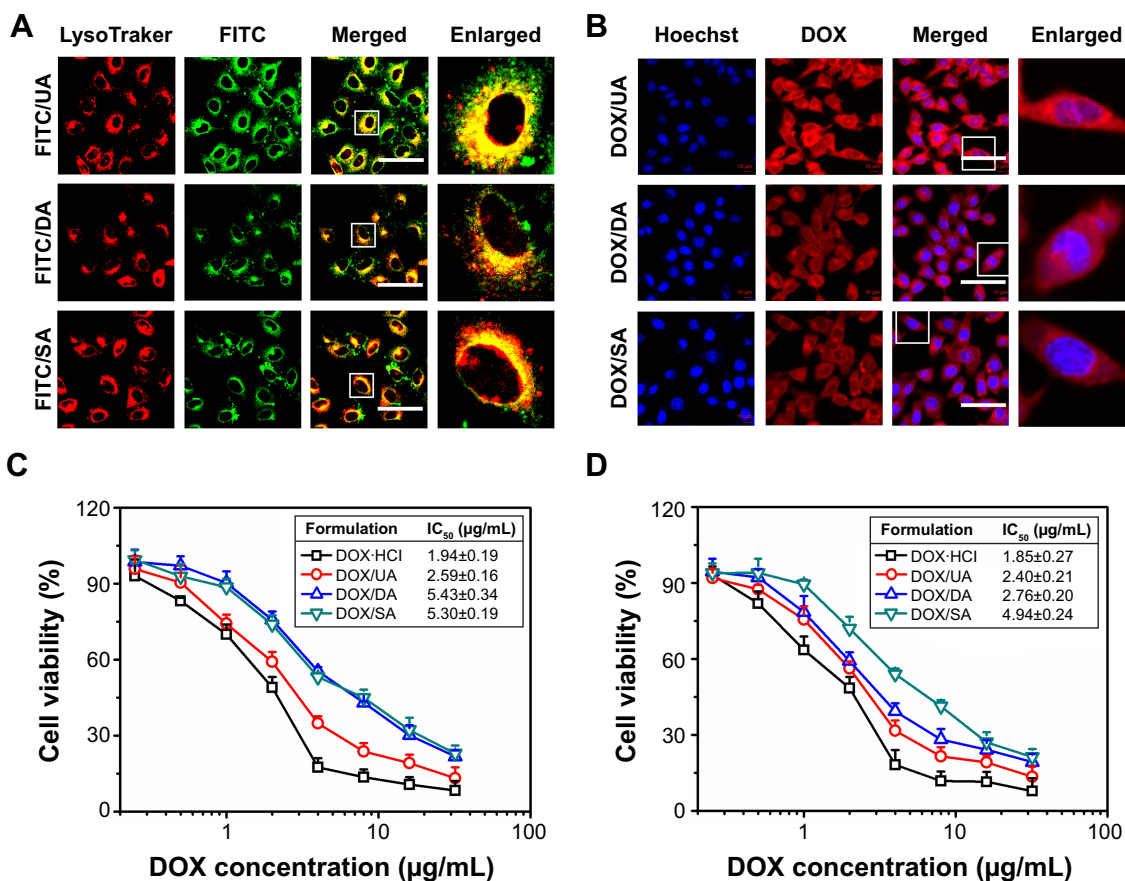 A
LysoTraker FITC Merged Enlarged
FITC/UA
FITC/DA
FITC/SA
B
Hoechst DOX Merged Enlarged
DOX/UA
DOX/DA
DOX/SA
C
Cell viability (%)
120
90
60
30
0
1 10 100
DOX concentration (µg/mL)
Formulation IC50 (µg/mL)
DOX·HCl 1.94±0.19
DOX/UA 2.59±0.16
DOX/DA 5.43±0.34
DOX/SA 5.30±0.19
D
Cell viability (%)
120
90
60
30
0
1 10 100
DOX concentration (µg/mL)
Formulation IC50 (µg/mL)
DOX·HCl 1.85±0.27
DOX/UA 2.40±0.21
DOX/DA 2.76±0.20
DOX/SA 4.94±0.24